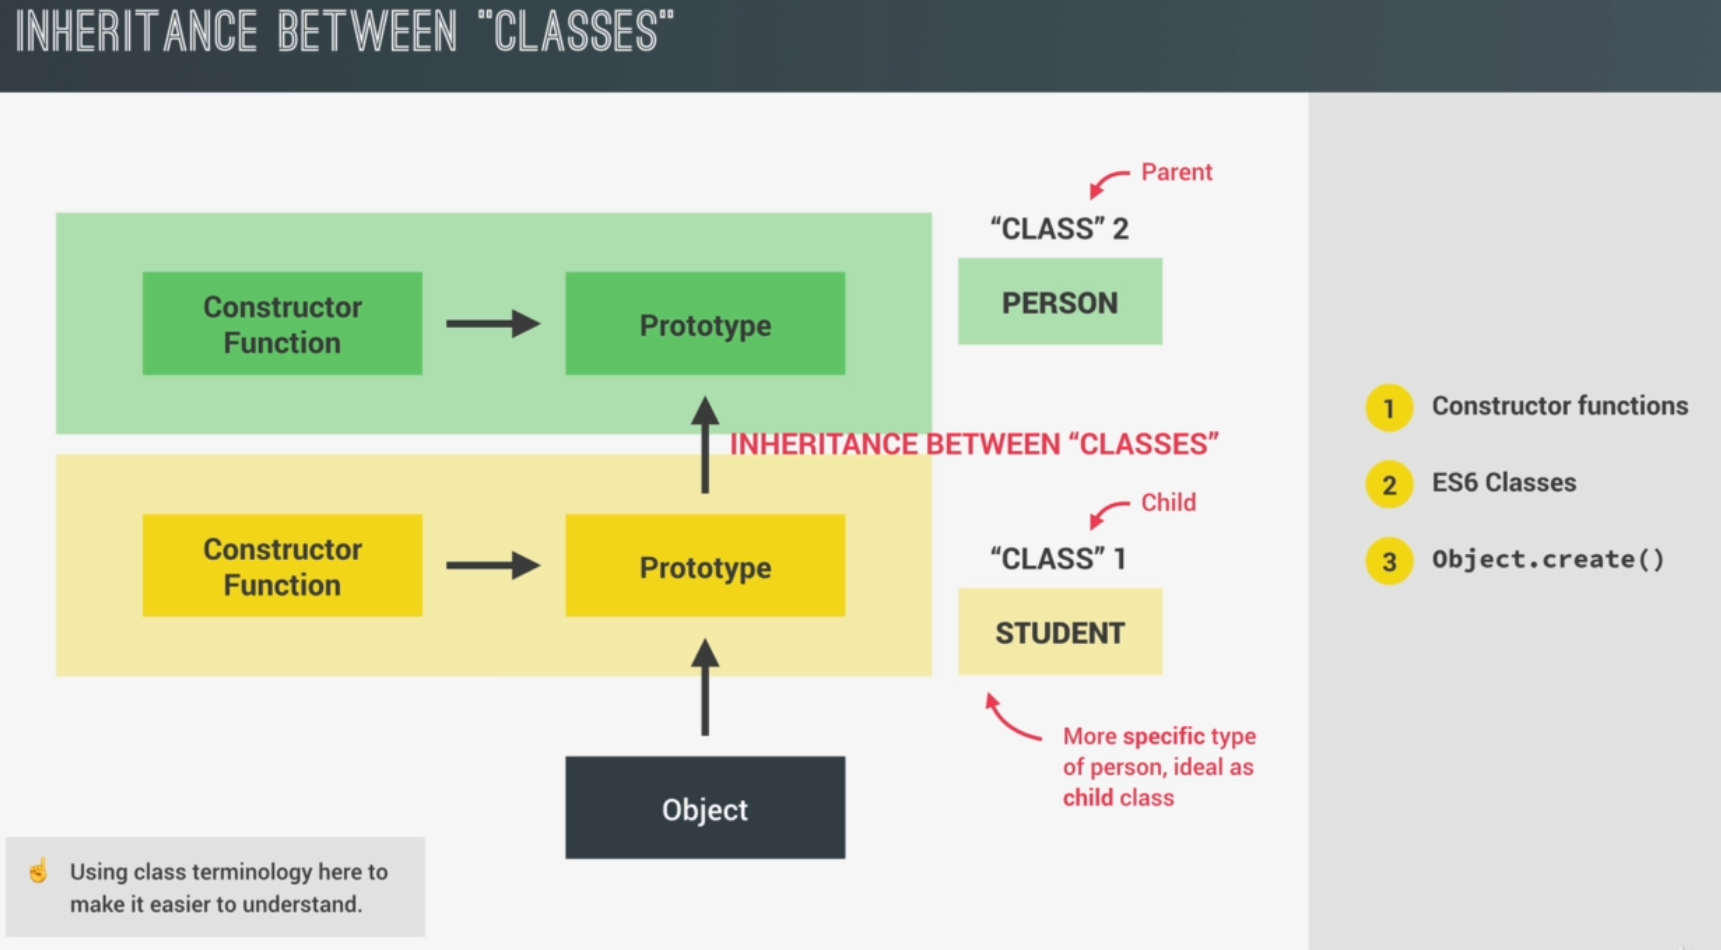 INHERITANCE BETWEEN "CLASSES"
Parent
“CLASS” 2
PERSON
Constructor
Function
Prototype
INHERITANCE BETWEEN “CLASSES”
Child
“CLASS” 1
STUDENT
Constructor
Function
Prototype
More specific type
of person, ideal as
child class
Object
Using class terminology here to
make it easier to understand.
1 Constructor functions
2 ES6 Classes
3 Object.create()